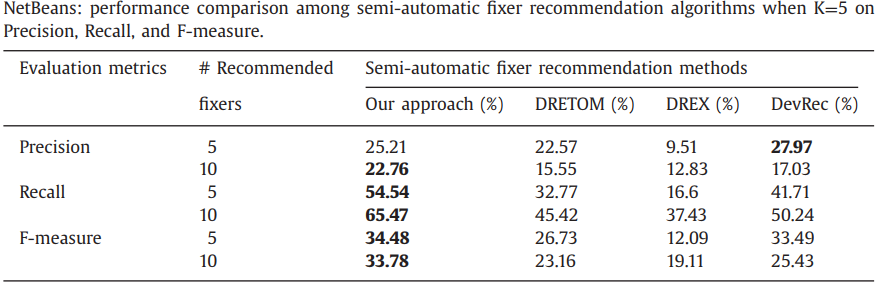 NetBeans: performance comparison among semi-automatic fixer recommendation algorithms when K=5 on
Precision, Recall, and F-measure.
Evaluation metrics # Recommended Semi-automatic fixer recommendation methods
fixers Our approach (%) DRETOM (%) DREX (%) DevRec (%)
Precision 5 25.21 22.57 9.51 27.97
10 22.76 15.55 12.83 17.03
Recall 5 54.54 32.77 16.6 41.71
10 65.47 45.42 37.43 50.24
F-measure 5 34.48 26.73 12.09 33.49
10 33.78 23.16 19.11 25.43